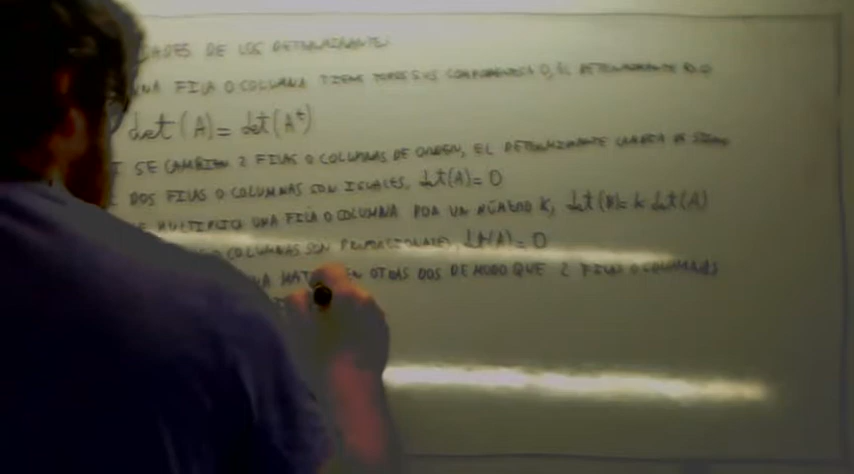 DADES DE LOS DETERMINANTES
UNA FILA O COLUMNA TIENE TODOS SUS COMPONENTES 0, EL DETERMINANTE ES 0
det(A) = det(Aᵗ)
SE CAMBIAN 2 FILAS O COLUMNAS DE ORDEN, EL DETERMINANTE CAMBIA DE SIGNO
DOS FILAS O COLUMNAS SON IGUALES, det(A) = 0
MULTIPLICO UNA FILA O COLUMNA POR UN NÚMERO K, det(B) = k det(A)
COLUMNAS SON PROPORCIONALES, det(A) = 0
EN OTRAS DOS DE MODO QUE 2 FILAS O COLUMNAS